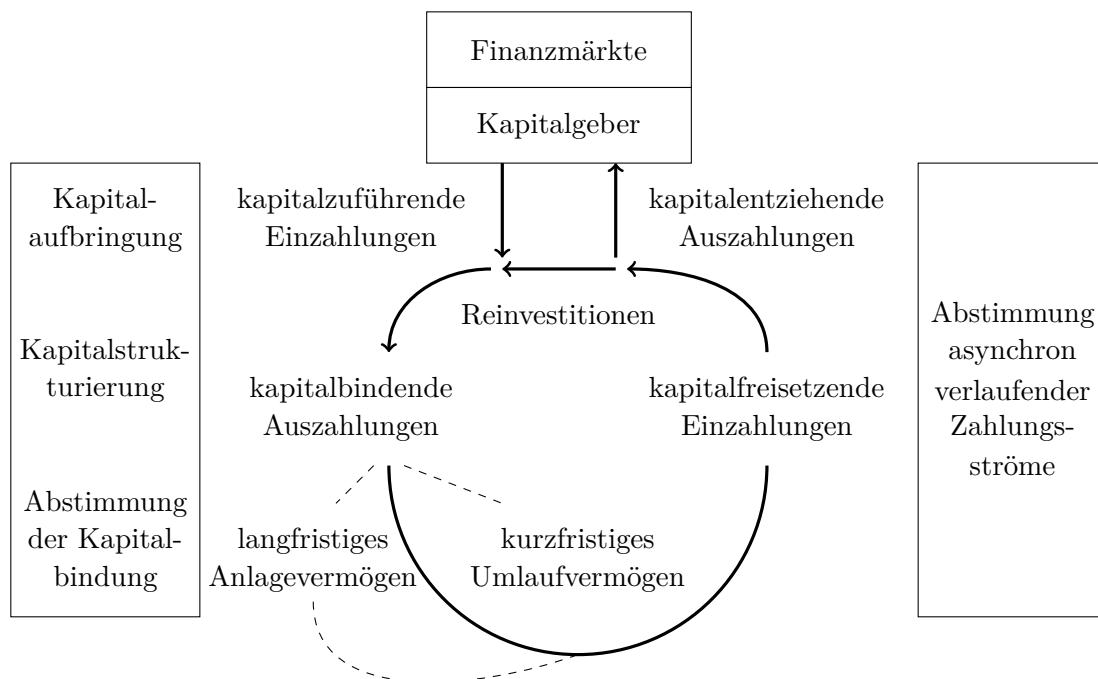 Finanzmärkte
Kapitalgeber
Kapital-
aufbringung
Kapitalstruk-
turierung
Abstimmung
der Kapital-
bindung
kapitalzuführende
Einzahlungen
kapitalentziehende
Auszahlungen
Reinvestitionen
kapitalbindende
Auszahlungen
kapitalfreisetzende
Einzahlungen
langfristiges
Anlagevermögen
kurzfristiges
Umlaufvermögen
Abstimmung
asynchron
verlaufender
Zahlungs-
ströme